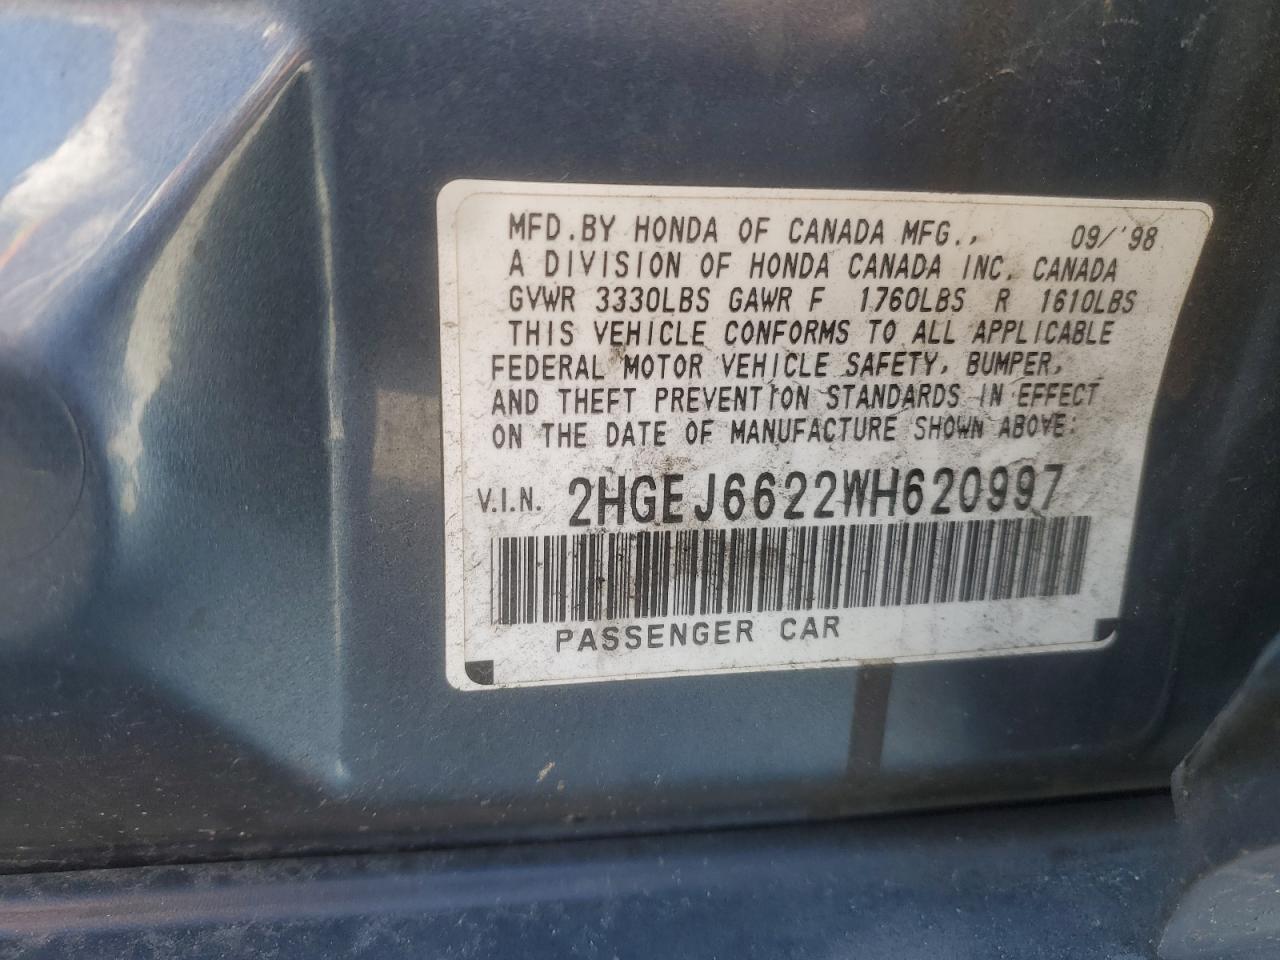 MFD.BY HONDA OF CANADA MFG., 09/'98
A DIVISION OF HONDA CANADA INC. CANADA
GVWR 3330LBS GAWR F 1760LBS R 1610LBS
THIS VEHICLE CONFORMS TO ALL APPLICABLE
FEDERAL MOTOR VEHICLE SAFETY, BUMPER,
AND THEFT PREVENTION STANDARDS IN EFFECT
ON THE DATE OF MANUFACTURE SHOWN ABOVE:
V.I.N. 2HGEJ6622WH620997
PASSENGER CAR